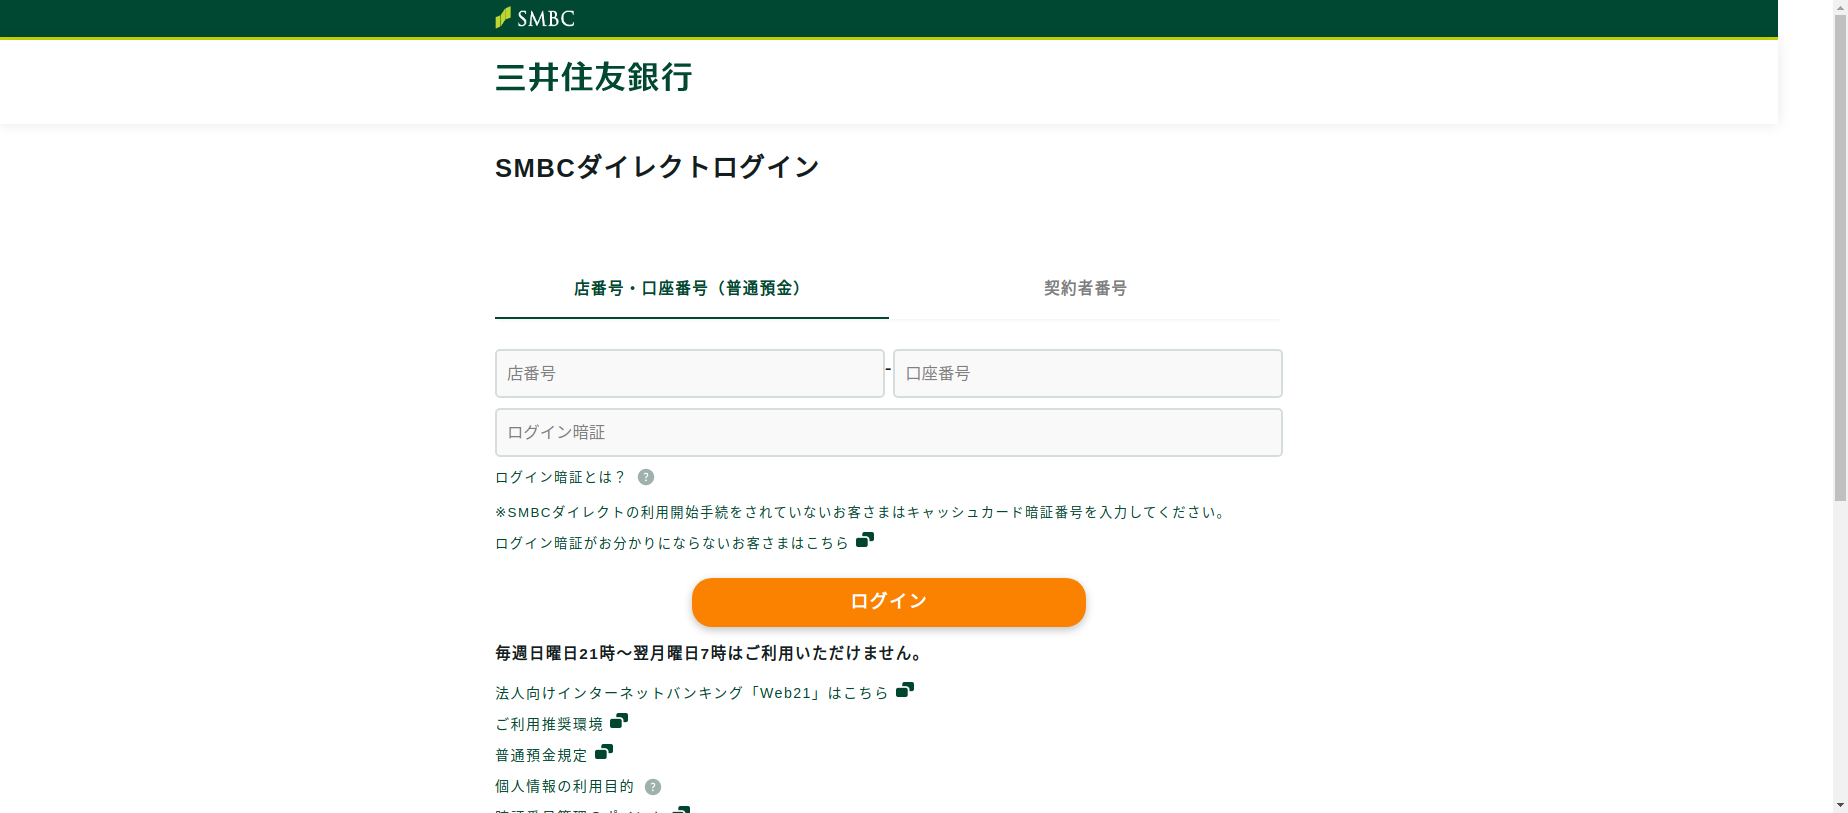 SMBC
三井住友銀行
SMBCダイレクトログイン
店番号・口座番号（普通預金） 契約者番号
店番号 - 口座番号
ログイン暗証
ログイン暗証とは？ ?
※SMBCダイレクトの利用開始手続をされていないお客さまはキャッシュカード暗証番号を入力してください。
ログイン暗証がお分かりにならないお客さまはこちら
ログイン
毎週日曜日21時〜翌月曜日7時はご利用いただけません。
法人向けインターネットバンキング「Web21」はこちら
ご利用推奨環境
普通預金規定
個人情報の利用目的 ?